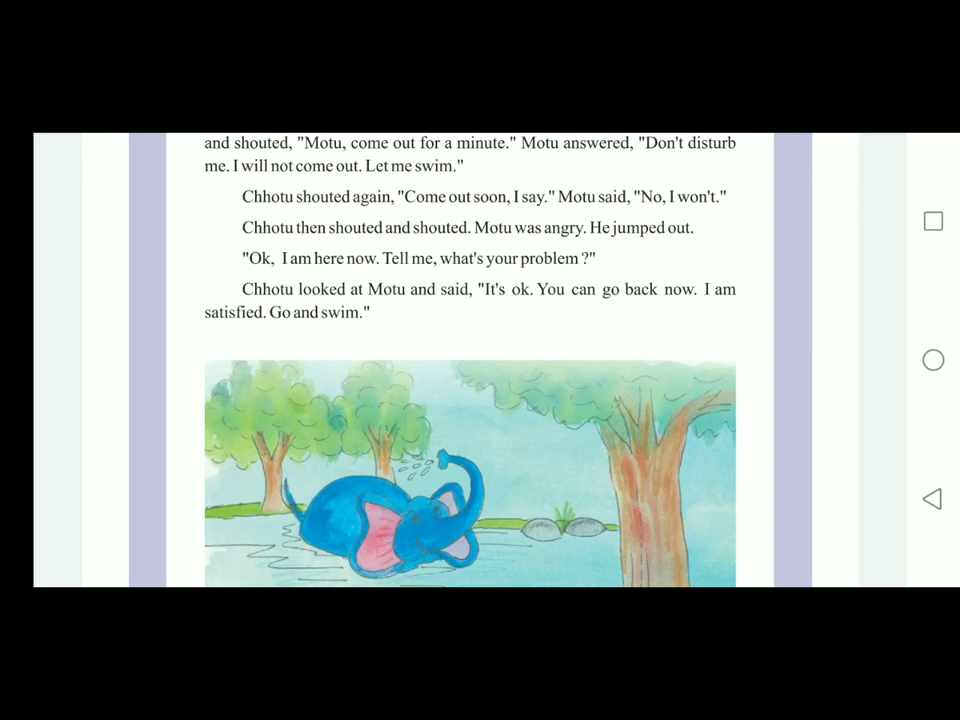 and shouted, "Motu, come out for a minute." Motu answered, "Don't disturb
me. I will not come out. Let me swim."
Chhotu shouted again, "Come out soon, I say." Motu said, "No, I won't."
Chhotu then shouted and shouted. Motu was angry. He jumped out.
"Ok, I am here now. Tell me, what's your problem ?"
Chhotu looked at Motu and said, "It's ok. You can go back now. I am
satisfied. Go and swim."